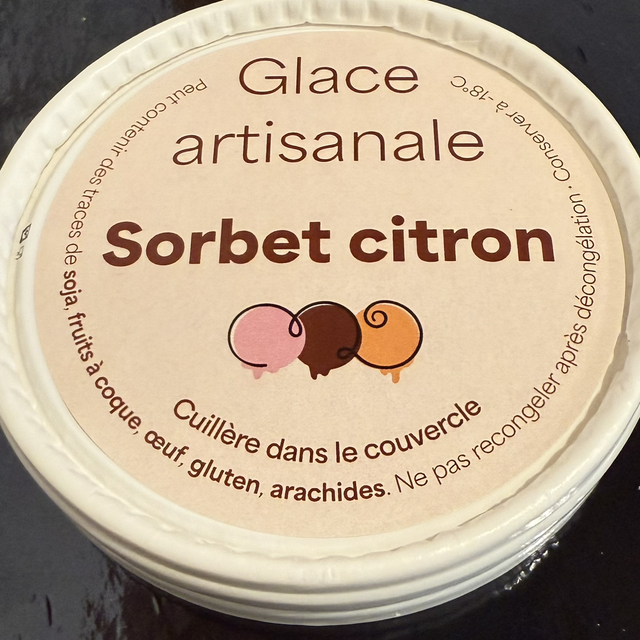 Glace
artisanale
Sorbet citron
Cuillère dans le couvercle
Peut contenir des traces de soja, fruits à coque, œuf, gluten, arachides. Ne pas recongeler après décongélation · Conserver à -18°C